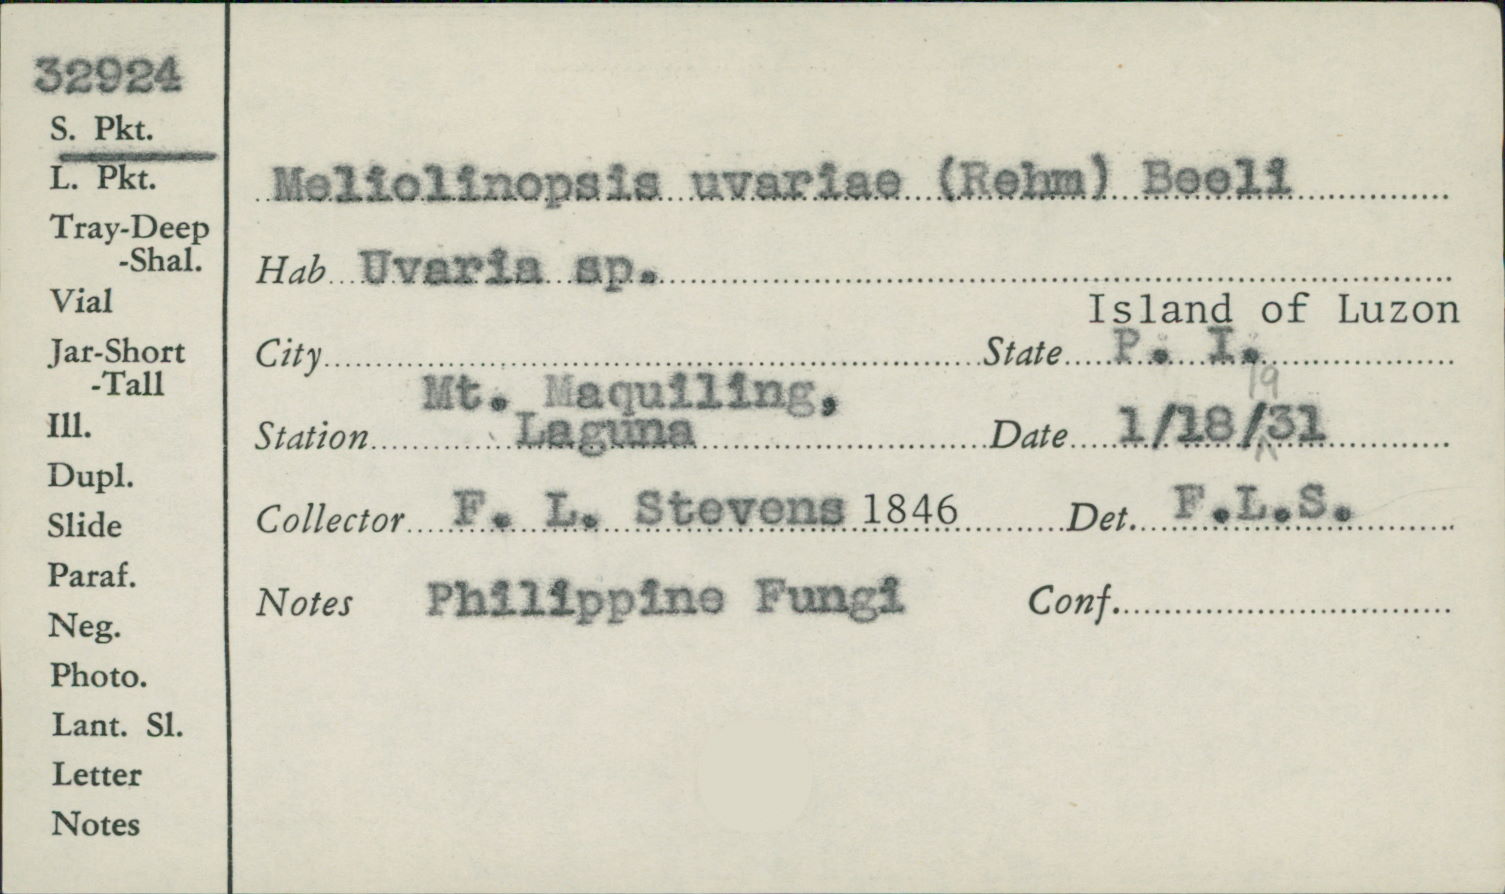 32924
S. Pkt.
L. Pkt.
Tray-Deep
-Shal.
Vial
Jar-Short
-Tall
Ill.
Dupl.
Slide
Paraf.
Neg.
Photo.
Lant. Sl.
Letter
Notes
Meliolinopsis uvariae (Rehm) Beeli
Hab Uvaria sp.
Island of Luzon
City State P. I.
Mt. Maquiling,
19
Station Laguna Date 1/18/31
Collector F. L. Stevens 1846 Det. F.L.S.
Notes Philippine Fungi Conf.